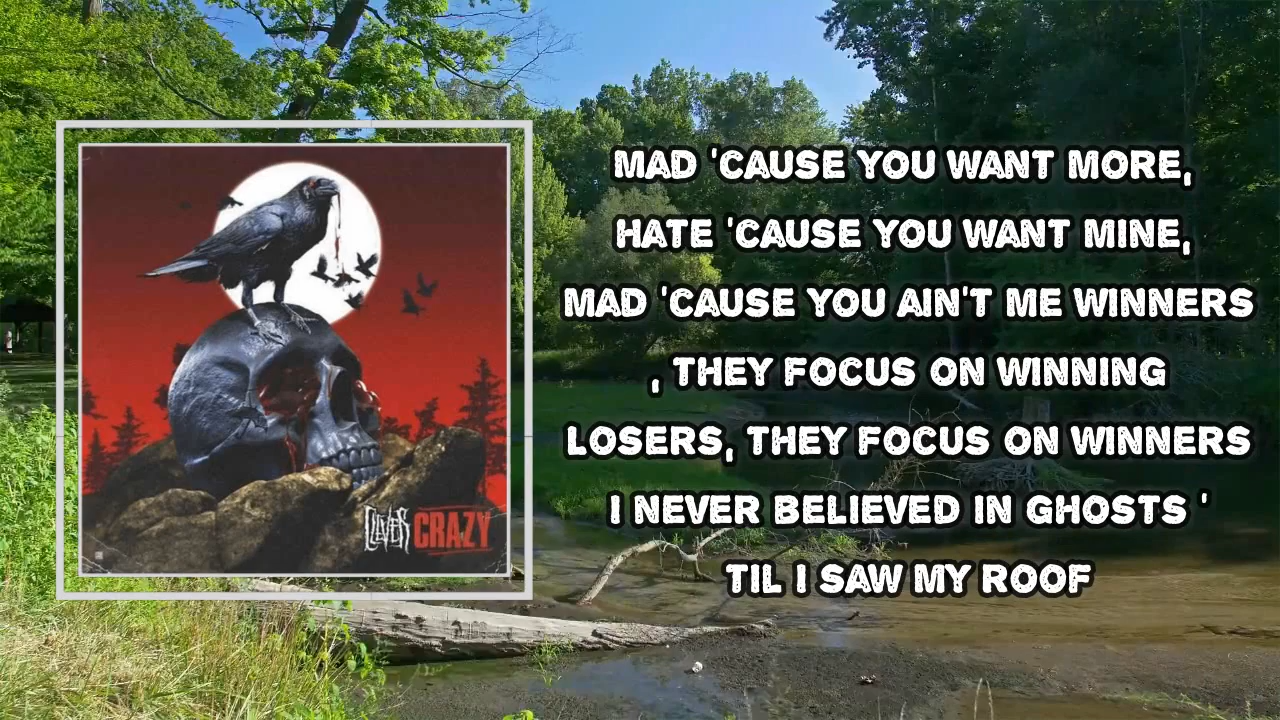 MAD 'CAUSE YOU WANT MORE,
HATE 'CAUSE YOU WANT MINE,
MAD 'CAUSE YOU AIN'T ME WINNERS
, THEY FOCUS ON WINNING
LOSERS, THEY FOCUS ON WINNERS
I NEVER BELIEVED IN GHOSTS '
TIL I SAW MY ROOF
CLEVER CRAZY